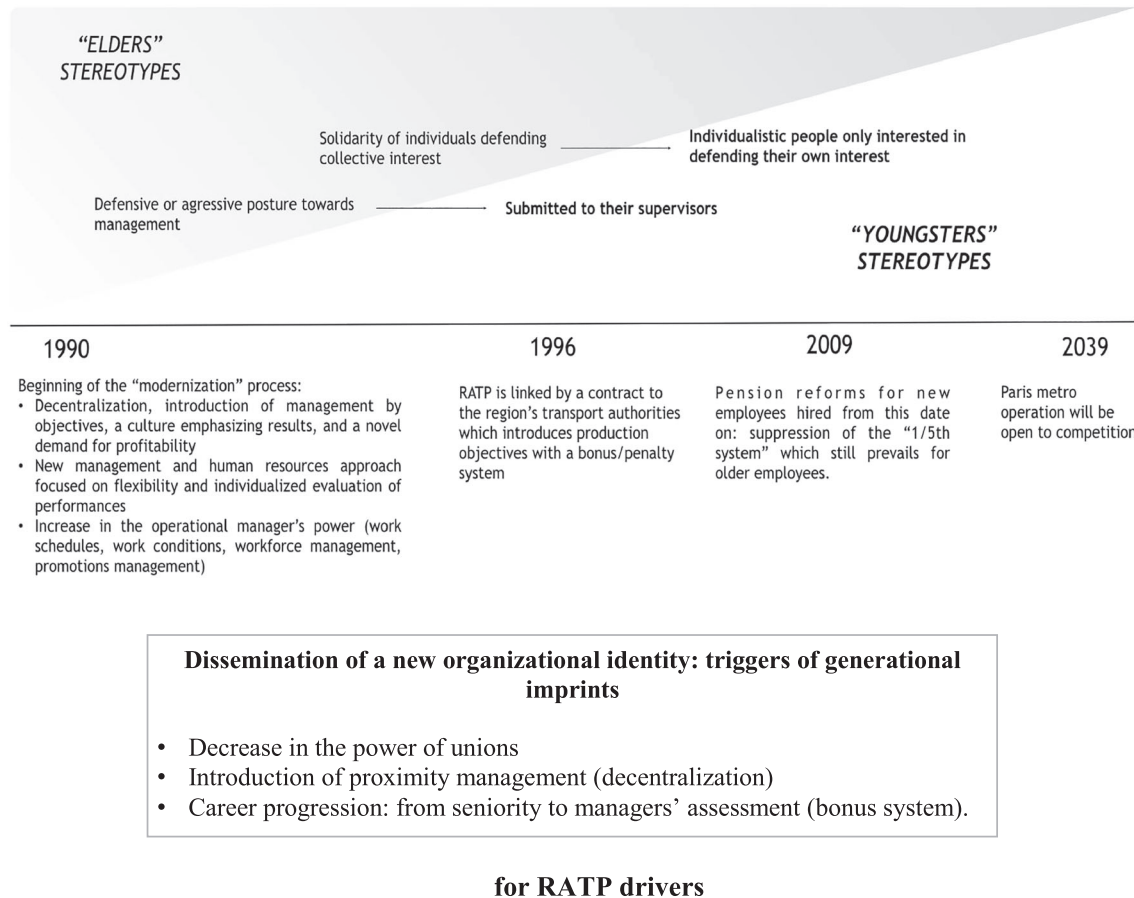 “ELDERS”
STEREOTYPES
Solidarity of individuals defending
collective interest
Individualistic people only interested in
defending their own interest
Defensive or agressive posture towards
management
Submitted to their supervisors
“YOUNGSTERS”
STEREOTYPES
1990
Beginning of the “modernization” process:
• Decentralization, introduction of management by
objectives, a culture emphasizing results, and a novel
demand for profitability
• New management and human resources approach
focused on flexibility and individualized evaluation of
performances
• Increase in the operational manager’s power (work
schedules, work conditions, workforce management,
promotions management)
1996
RATP is linked by a contract to
the region’s transport authorities
which introduces production
objectives with a bonus/penalty
system
2009
Pension reforms for new
employees hired from this date
on: suppression of the “1/5th
system” which still prevails for
older employees.
2039
Paris metro
operation will be
open to competition
Dissemination of a new organizational identity: triggers of generational
imprints
• Decrease in the power of unions
• Introduction of proximity management (decentralization)
• Career progression: from seniority to managers’ assessment (bonus system).
for RATP drivers